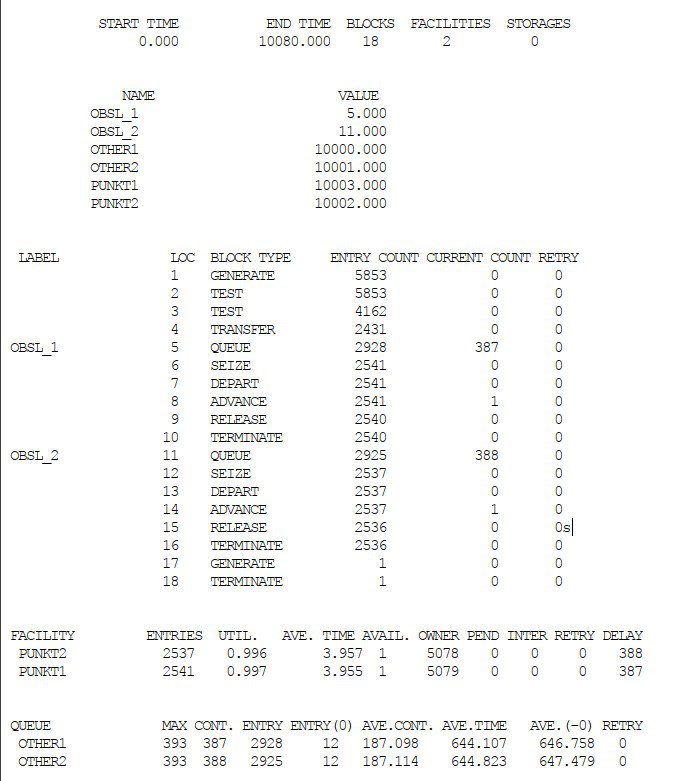 START TIME END TIME BLOCKS FACILITIES STORAGES
0.000 10080.000 18 2 0
NAME VALUE
OBSL_1 5.000
OBSL_2 11.000
OTHER1 10000.000
OTHER2 10001.000
PUNKT1 10003.000
PUNKT2 10002.000
LABEL LOC BLOCK TYPE ENTRY COUNT CURRENT COUNT RETRY
1 GENERATE 5853 0 0
2 TEST 5853 0 0
3 TEST 4162 0 0
4 TRANSFER 2431 0 0
OBSL_1 5 QUEUE 2928 387 0
6 SEIZE 2541 0 0
7 DEPART 2541 0 0
8 ADVANCE 2541 1 0
9 RELEASE 2540 0 0
10 TERMINATE 2540 0 0
OBSL_2 11 QUEUE 2925 388 0
12 SEIZE 2537 0 0
13 DEPART 2537 0 0
14 ADVANCE 2537 1 0
15 RELEASE 2536 0 0s
16 TERMINATE 2536 0 0
17 GENERATE 1 0 0
18 TERMINATE 1 0 0
FACILITY ENTRIES UTIL. AVE. TIME AVAIL. OWNER PEND INTER RETRY DELAY
PUNKT2 2537 0.996 3.957 1 5078 0 0 0 388
PUNKT1 2541 0.997 3.955 1 5079 0 0 0 387
QUEUE MAX CONT. ENTRY ENTRY(0) AVE.CONT. AVE.TIME AVE.(-0) RETRY
OTHER1 393 387 2928 12 187.098 644.107 646.758 0
OTHER2 393 388 2925 12 187.114 644.823 647.479 0